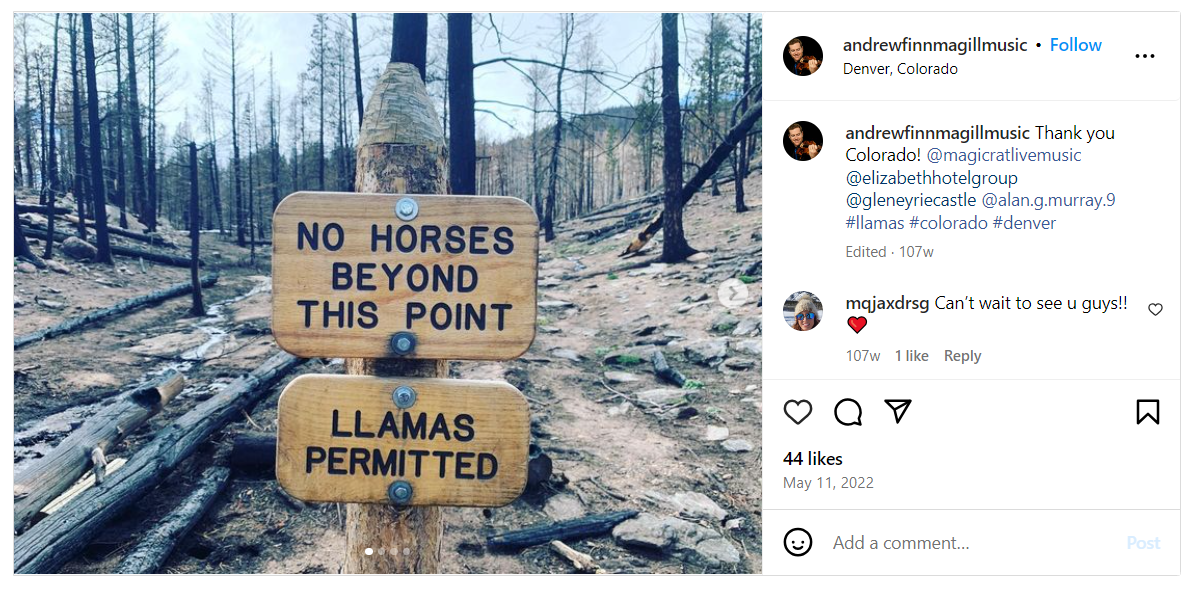 NO HORSES
BEYOND
THIS POINT
LLAMAS
PERMITTED
andrewfinnmagillmusic • Follow
Denver, Colorado
andrewfinnmagillmusic Thank you
Colorado! @magicratlivemusic
@elizabethhotelgroup
@gleneyriecastle @alan.g.murray.9
#llamas #colorado #denver
Edited · 107w
mqjaxdrsg Can't wait to see u guys!!
❤️
107w 1 like Reply
44 likes
May 11, 2022
Add a comment...
Post